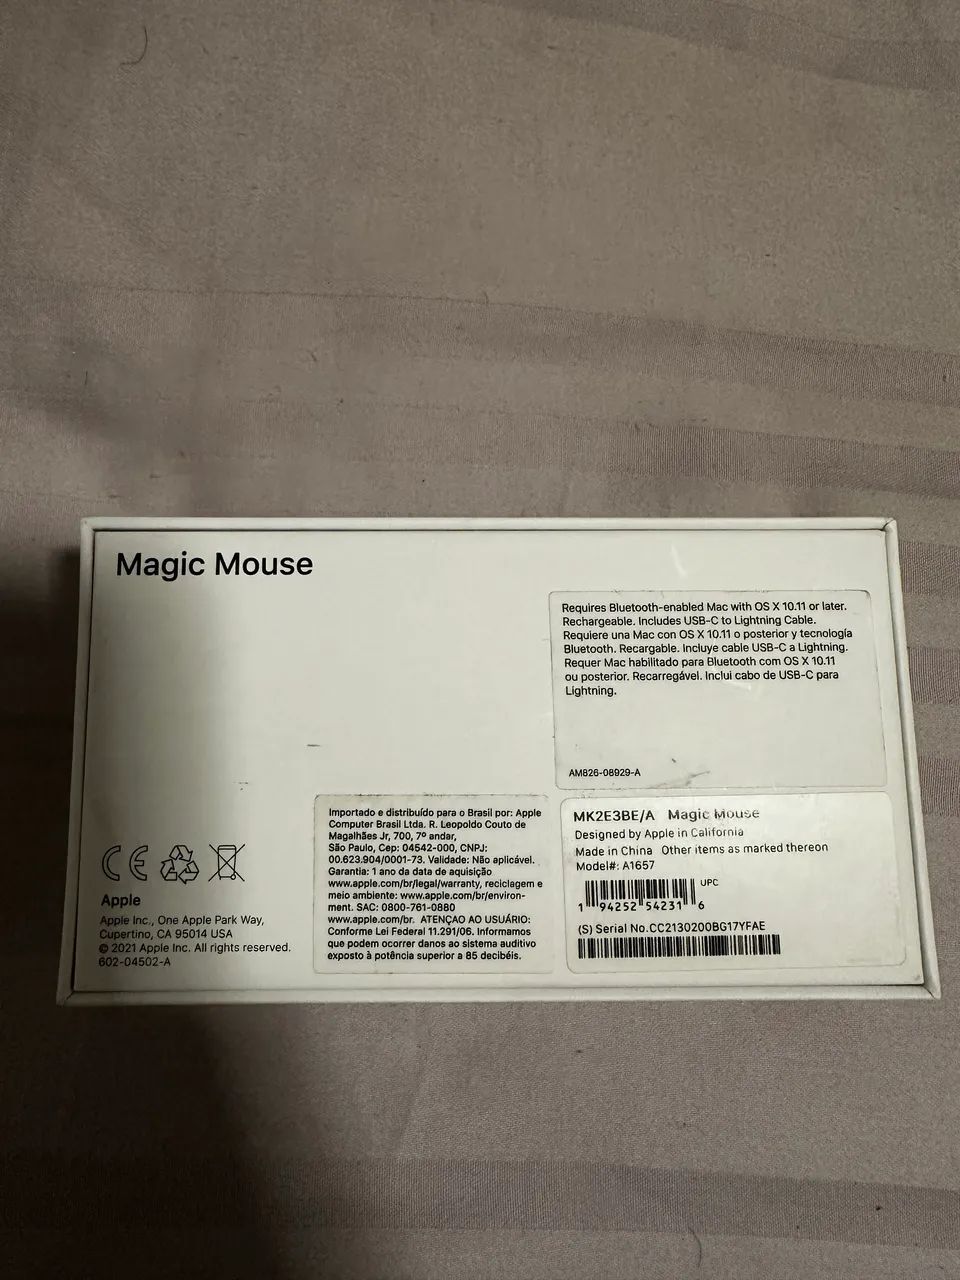 Magic Mouse
Requires Bluetooth-enabled Mac with OS X 10.11 or later.
Rechargeable. Includes USB-C to Lightning Cable.
Requiere una Mac con OS X 10.11 o posterior y tecnología
Bluetooth. Recargable. Incluye cable USB-C a Lightning.
Requer Mac habilitado para Bluetooth com OS X 10.11
ou posterior. Recarregável. Inclui cabo de USB-C para
Lightning.
AM826-08929-A
Apple
Apple Inc., One Apple Park Way,
Cupertino, CA 95014 USA
© 2021 Apple Inc. All rights reserved.
602-04502-A
Importado e distribuído para o Brasil por: Apple
Computer Brasil Ltda. R. Leopoldo Couto de
Magalhães Jr, 700, 7º andar,
São Paulo, Cep: 04542-000, CNPJ:
00.623.904/0001-73. Validade: Não aplicável.
Garantia: 1 ano da data de aquisição
www.apple.com/br/legal/warranty, reciclagem e
meio ambiente: www.apple.com/br/environ-
ment. SAC: 0800-761-0880
www.apple.com/br. ATENÇAO AO USUÁRIO:
Conforme Lei Federal 11.291/06. Informamos
que podem ocorrer danos ao sistema auditivo
exposto à potência superior a 85 decibéis.
MK2E3BE/A Magic Mouse
Designed by Apple in California
Made in China Other items as marked thereon
Model#: A1657
UPC
1 94252 54231 6
(S) Serial No.CC2130200BG17YFAE